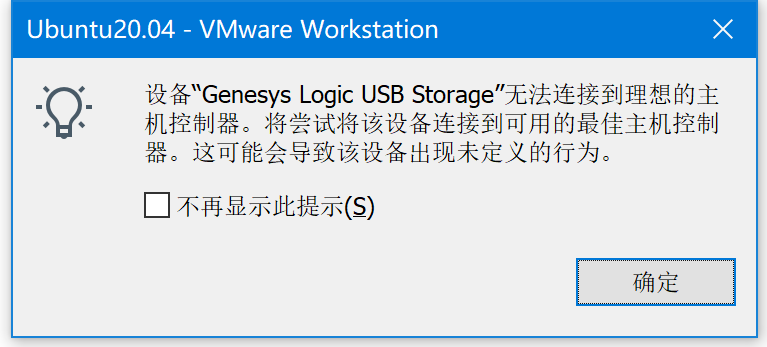 Ubuntu20.04 - VMware Workstation
设备“Genesys Logic USB Storage”无法连接到理想的主
机控制器。将尝试将该设备连接到可用的最佳主机控制
器。这可能会导致该设备出现未定义的行为。
不再显示此提示(S)
确定